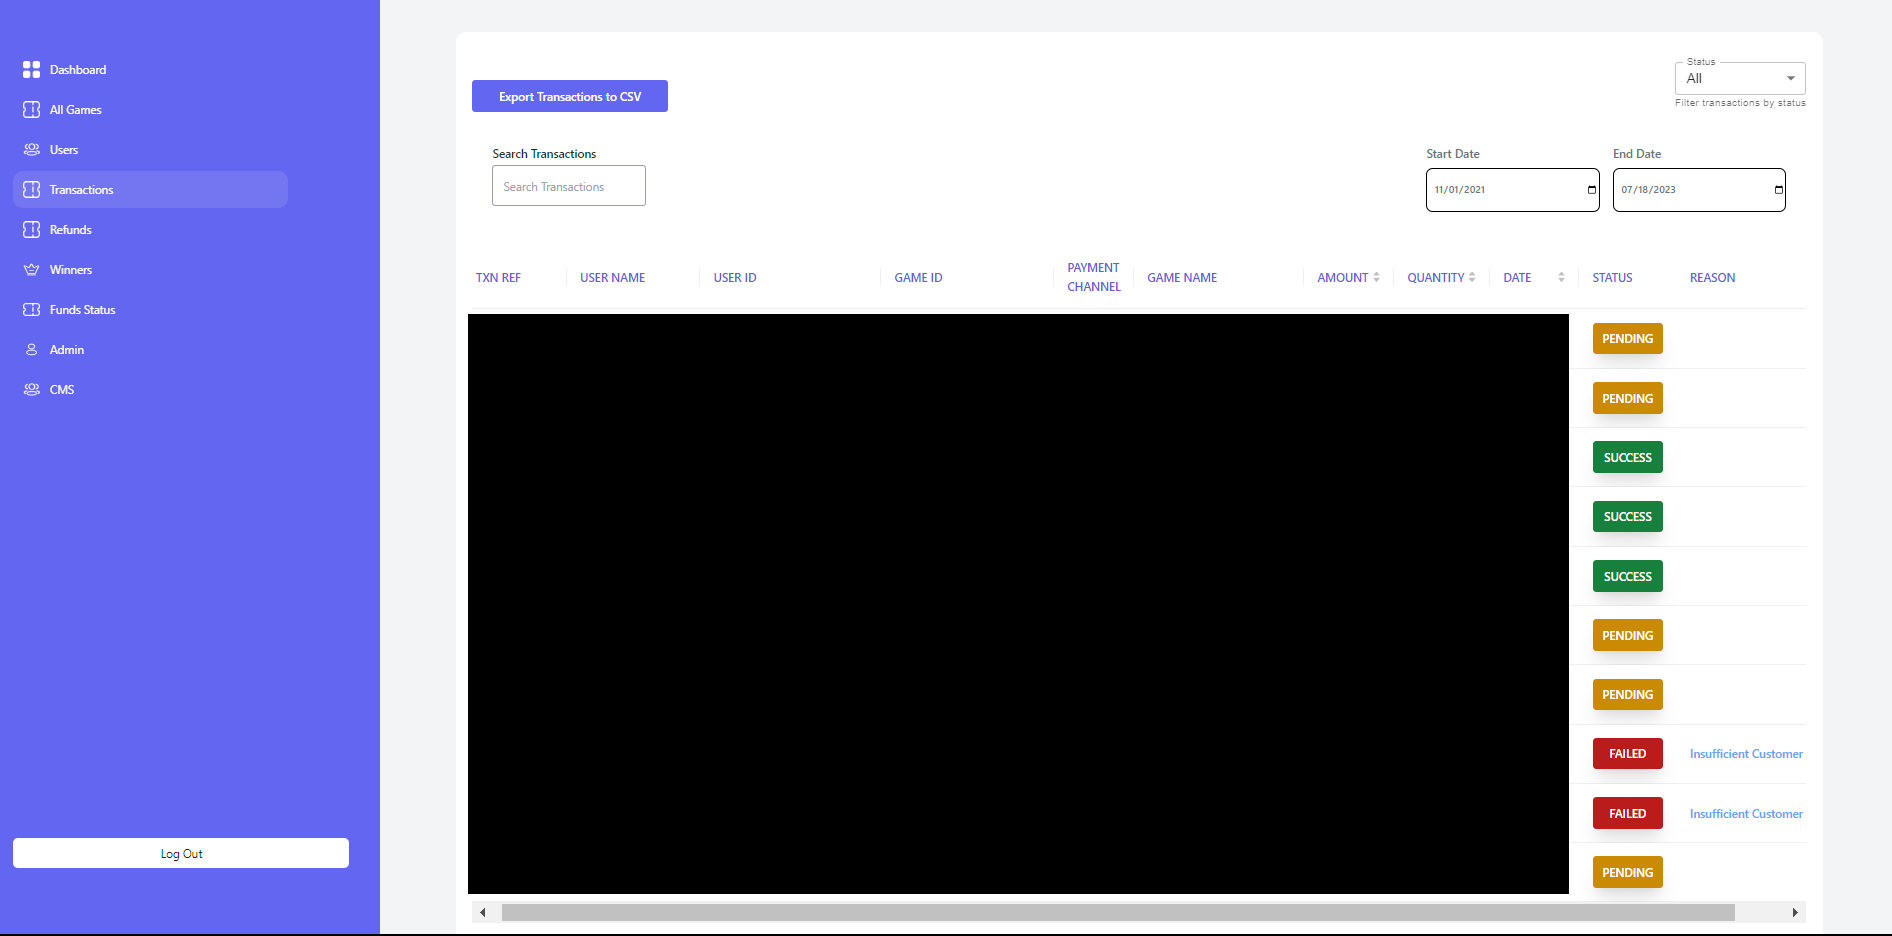 Dashboard
All Games
Users
Transactions
Refunds
Winners
Funds Status
Admin
CMS
Log Out
Export Transactions to CSV
Status
All
Filter transactions by status
Search Transactions
Search Transactions
Start Date
End Date
11/01/2021
07/18/2023
TXN REF
USER NAME
USER ID
GAME ID
PAYMENT
CHANNEL
GAME NAME
AMOUNT
QUANTITY
DATE
STATUS
REASON
PENDING
PENDING
SUCCESS
SUCCESS
SUCCESS
PENDING
PENDING
FAILED Insufficient Customer
FAILED Insufficient Customer
PENDING